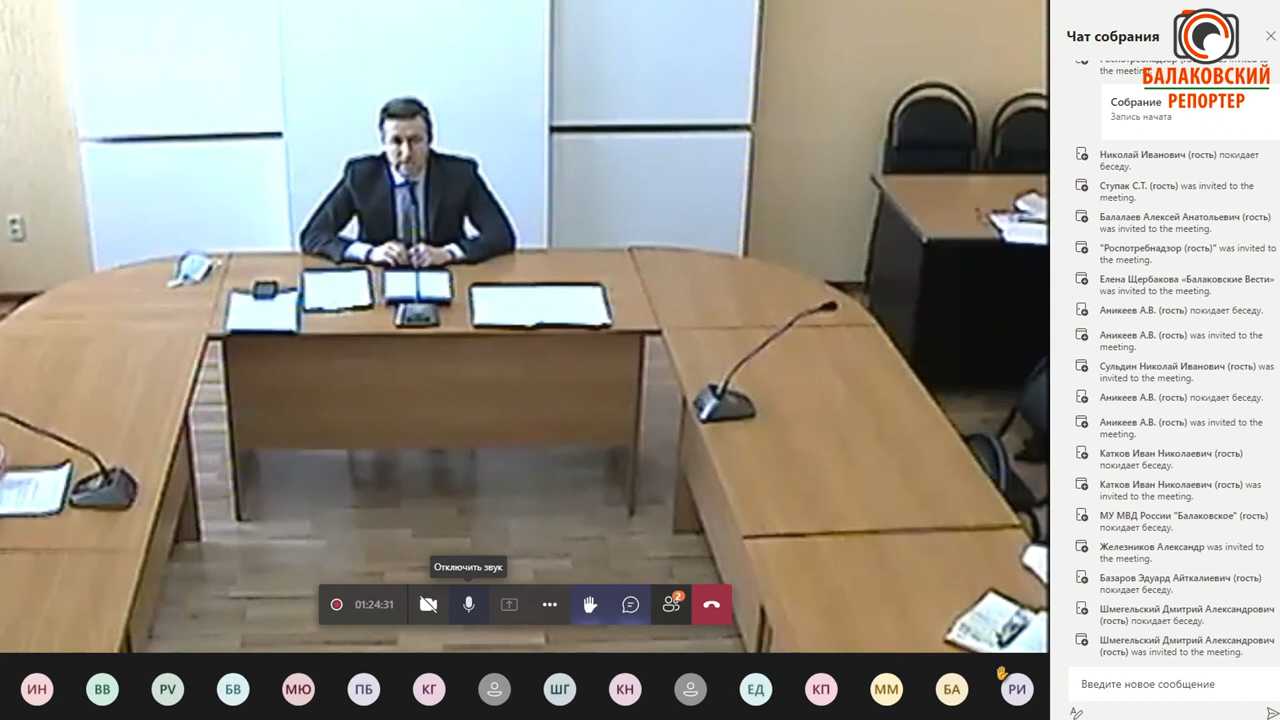 Чат собрания
БАЛАКОВСКИЙ
РЕПОРТЕР
the meeting.
Собрание
Запись начата
Николай Иванович (гость) покидает
беседу.
Ступак С.Т. (гость) was invited to the
meeting.
Балалаев Алексей Анатольевич (гость)
was invited to the meeting.
"Роспотребнадзор (гость)" was invited to
the meeting.
Елена Щербакова «Балаковские Вести»
was invited to the meeting.
Аникеев А.В. (гость) покидает беседу.
Аникеев А.В. (гость) was invited to the
meeting.
Сульдин Николай Иванович (гость) was
invited to the meeting.
Аникеев А.В. (гость) покидает беседу.
Аникеев А.В. (гость) was invited to the
meeting.
Катков Иван Николаевич (гость)
покидает беседу.
Катков Иван Николаевич (гость) was
invited to the meeting.
МУ МВД России "Балаковское" (гость)
покидает беседу.
Железников Александр was invited to
the meeting.
Базаров Эдуард Айткалиевич (гость)
покидает беседу.
Шмегельский Дмитрий Александрович
(гость) покидает беседу.
Шмегельский Дмитрий Александрович
(гость) was invited to the meeting.
Введите новое сообщение
Отключить звук
01:24:31
2
ИН ВВ PV БВ МЮ ПБ КГ ШГ КН ЕД КП ММ БА РИ